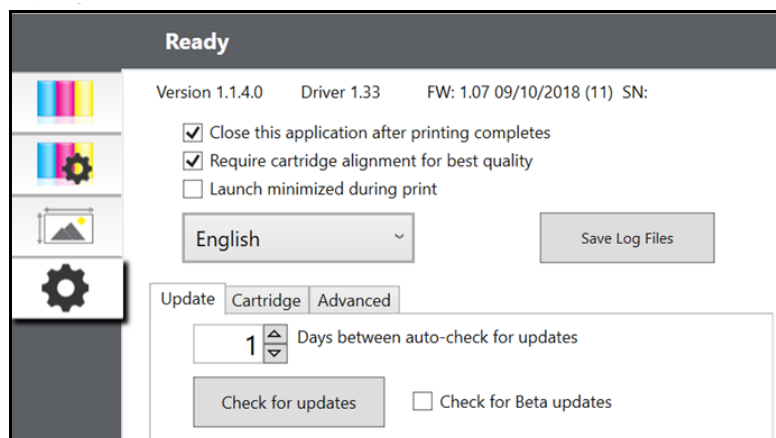 Ready
Version 1.1.4.0 Driver 1.33 FW: 1.07 09/10/2018 (11) SN:
Close this application after printing completes
Require cartridge alignment for best quality
Launch minimized during print
English
Save Log Files
Update Cartridge Advanced
1 Days between auto-check for updates
Check for updates Check for Beta updates